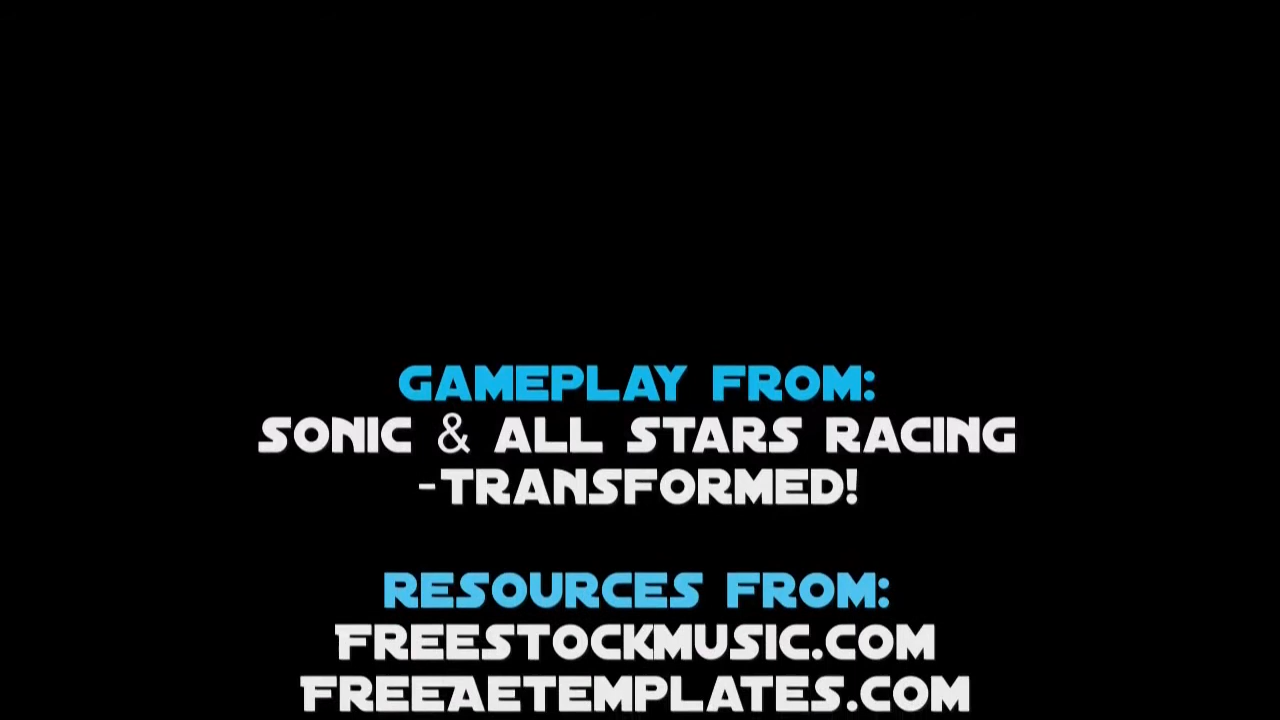 GAMEPLAY FROM:
SONIC & ALL STARS RACING
-TRANSFORMED!
RESOURCES FROM:
FREESTOCKMUSIC.COM
FREEAETEMPLATES.COM